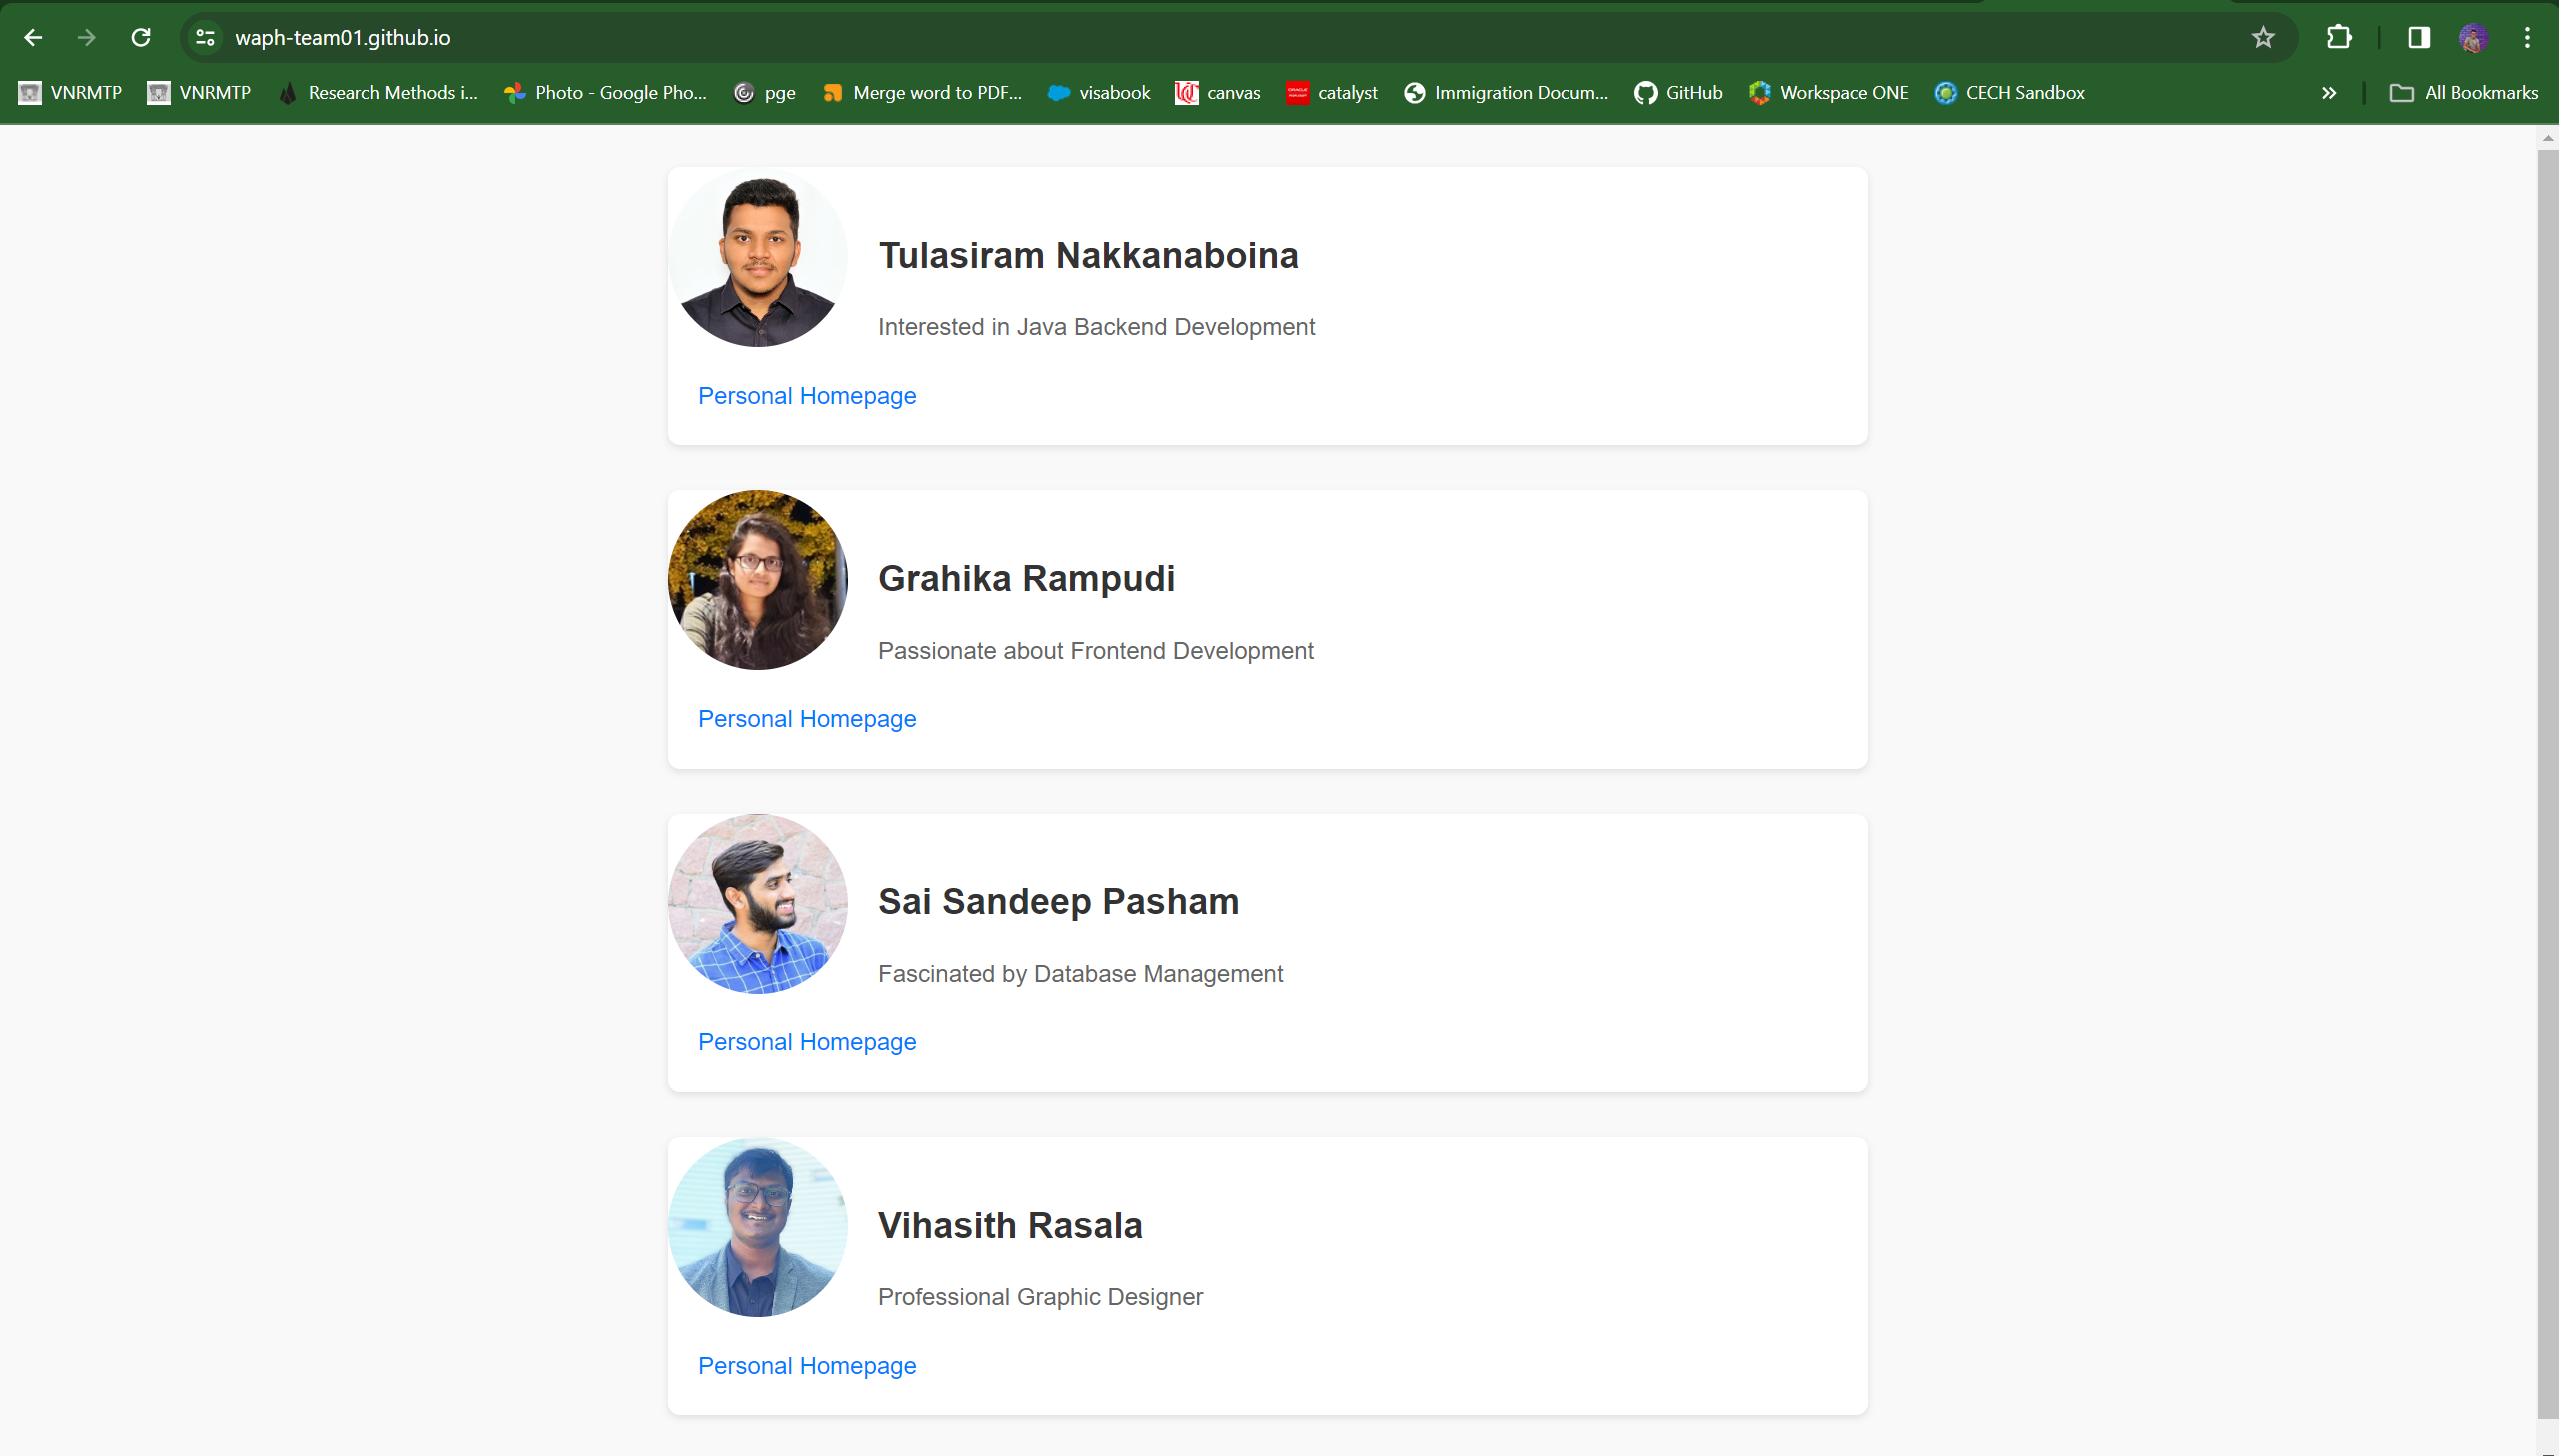 waph-team01.github.io
VNRMTP VNRMTP Research Methods i... Photo - Google Pho... pge Merge word to PDF... visabook canvas catalyst Immigration Docum... GitHub Workspace ONE CECH Sandbox » All Bookmarks
Tulasiram Nakkanaboina
Interested in Java Backend Development
Personal Homepage
Grahika Rampudi
Passionate about Frontend Development
Personal Homepage
Sai Sandeep Pasham
Fascinated by Database Management
Personal Homepage
Vihasith Rasala
Professional Graphic Designer
Personal Homepage